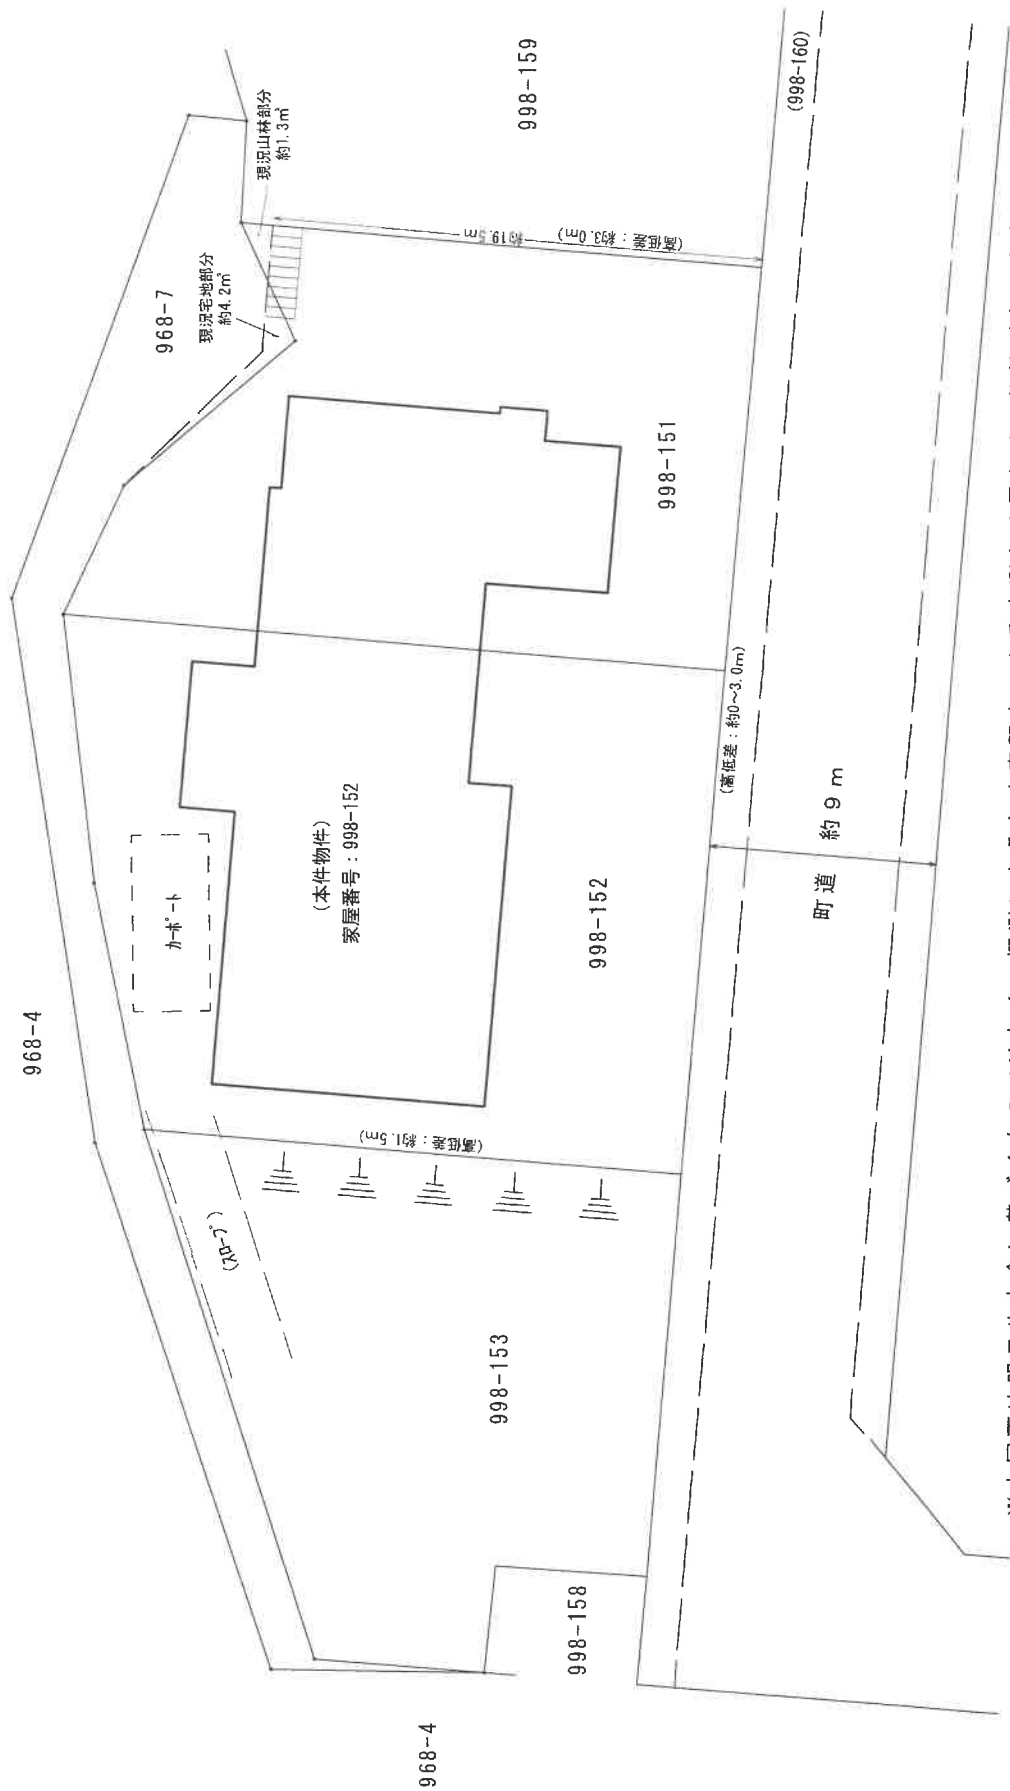 968-4
968-4
968-7
現況宅地部分
約4.2㎡
現況山林部分
約1.3㎡
998-159
(998-160)
(高低差：約3.0m)
約19.5m
998-151
カーポート
(本件物件)
家屋番号：998-152
998-152
(高低差：約0〜3.0m)
(高低差：約1.5m)
(スロープ)
998-153
998-158
町道
約9m